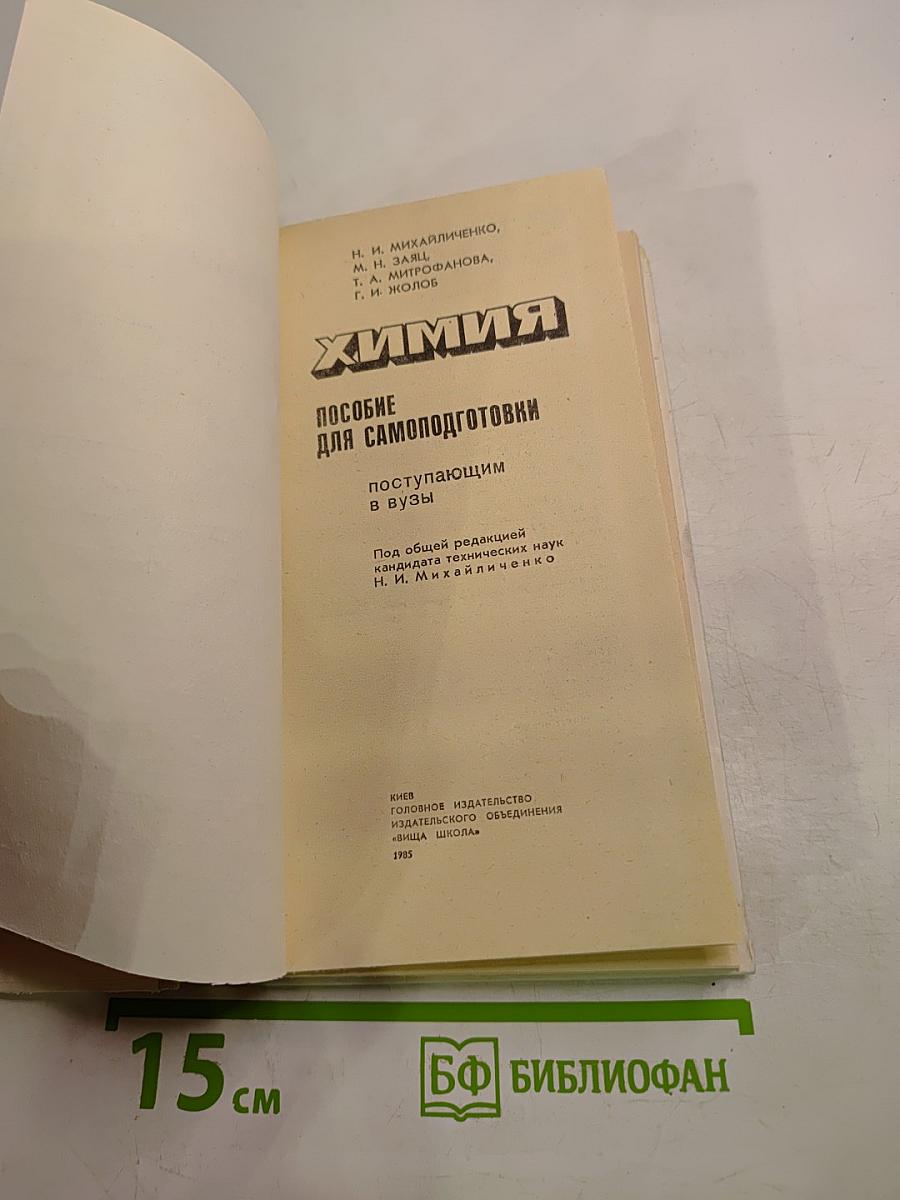 Н. И. МИХАЙЛИЧЕНКО,
М. Н. ЗАЯЦ,
Т. А. МИТРОФАНОВА,
Г. И. ЖОЛОБ
ХИМИЯ
ПОСОБИЕ
ДЛЯ САМОПОДГОТОВКИ
поступающим
в вузы
Под общей редакцией
кандидата технических наук
Н. И. Михайличенко
КИЕВ
ГОЛОВНОЕ ИЗДАТЕЛЬСТВО
ИЗДАТЕЛЬСКОГО ОБЪЕДИНЕНИЯ
«ВИЩА ШКОЛА»
1985
15 см
БФ БИБЛИОФАН